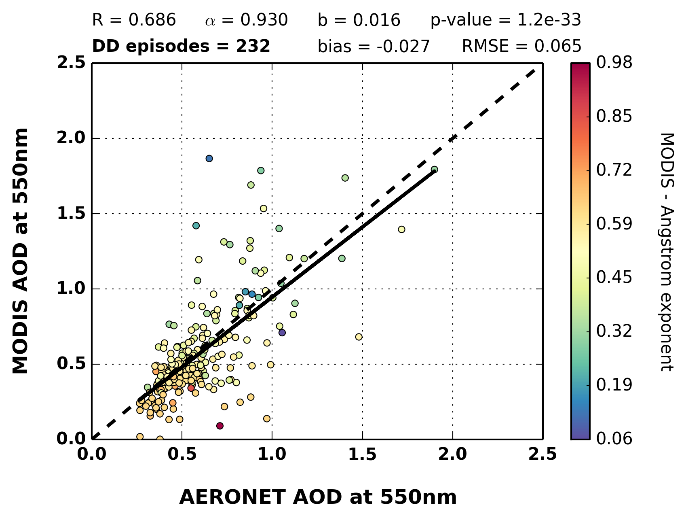 R = 0.686 α = 0.930 b = 0.016 p-value = 1.2e-33
DD episodes = 232 bias = -0.027 RMSE = 0.065
2.5
2.0
1.5
1.0
0.5
0.0
MODIS AOD at 550nm
0.0 0.5 1.0 1.5 2.0 2.5
AERONET AOD at 550nm
0.98
0.85
0.72
0.59
0.45
0.32
0.19
0.06
MODIS - Angstrom exponent